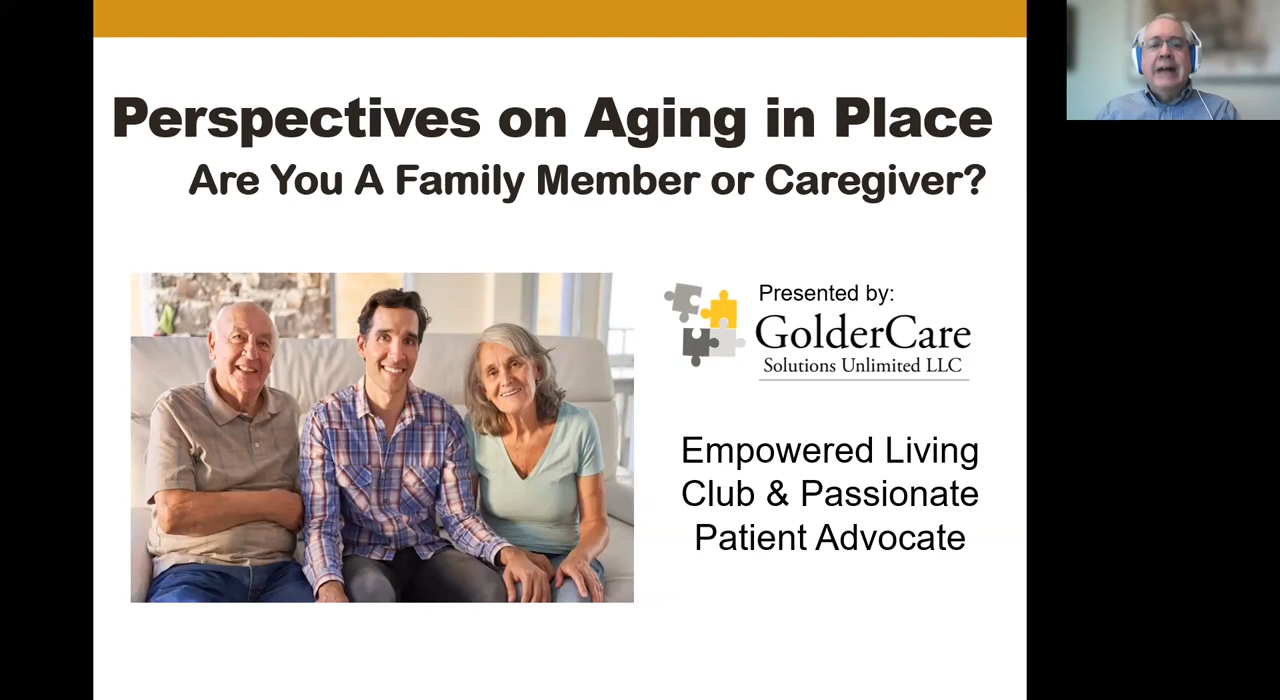 Perspectives on Aging in Place
Are You A Family Member or Caregiver?
Presented by:
GolderCare
Solutions Unlimited LLC
Empowered Living
Club & Passionate
Patient Advocate